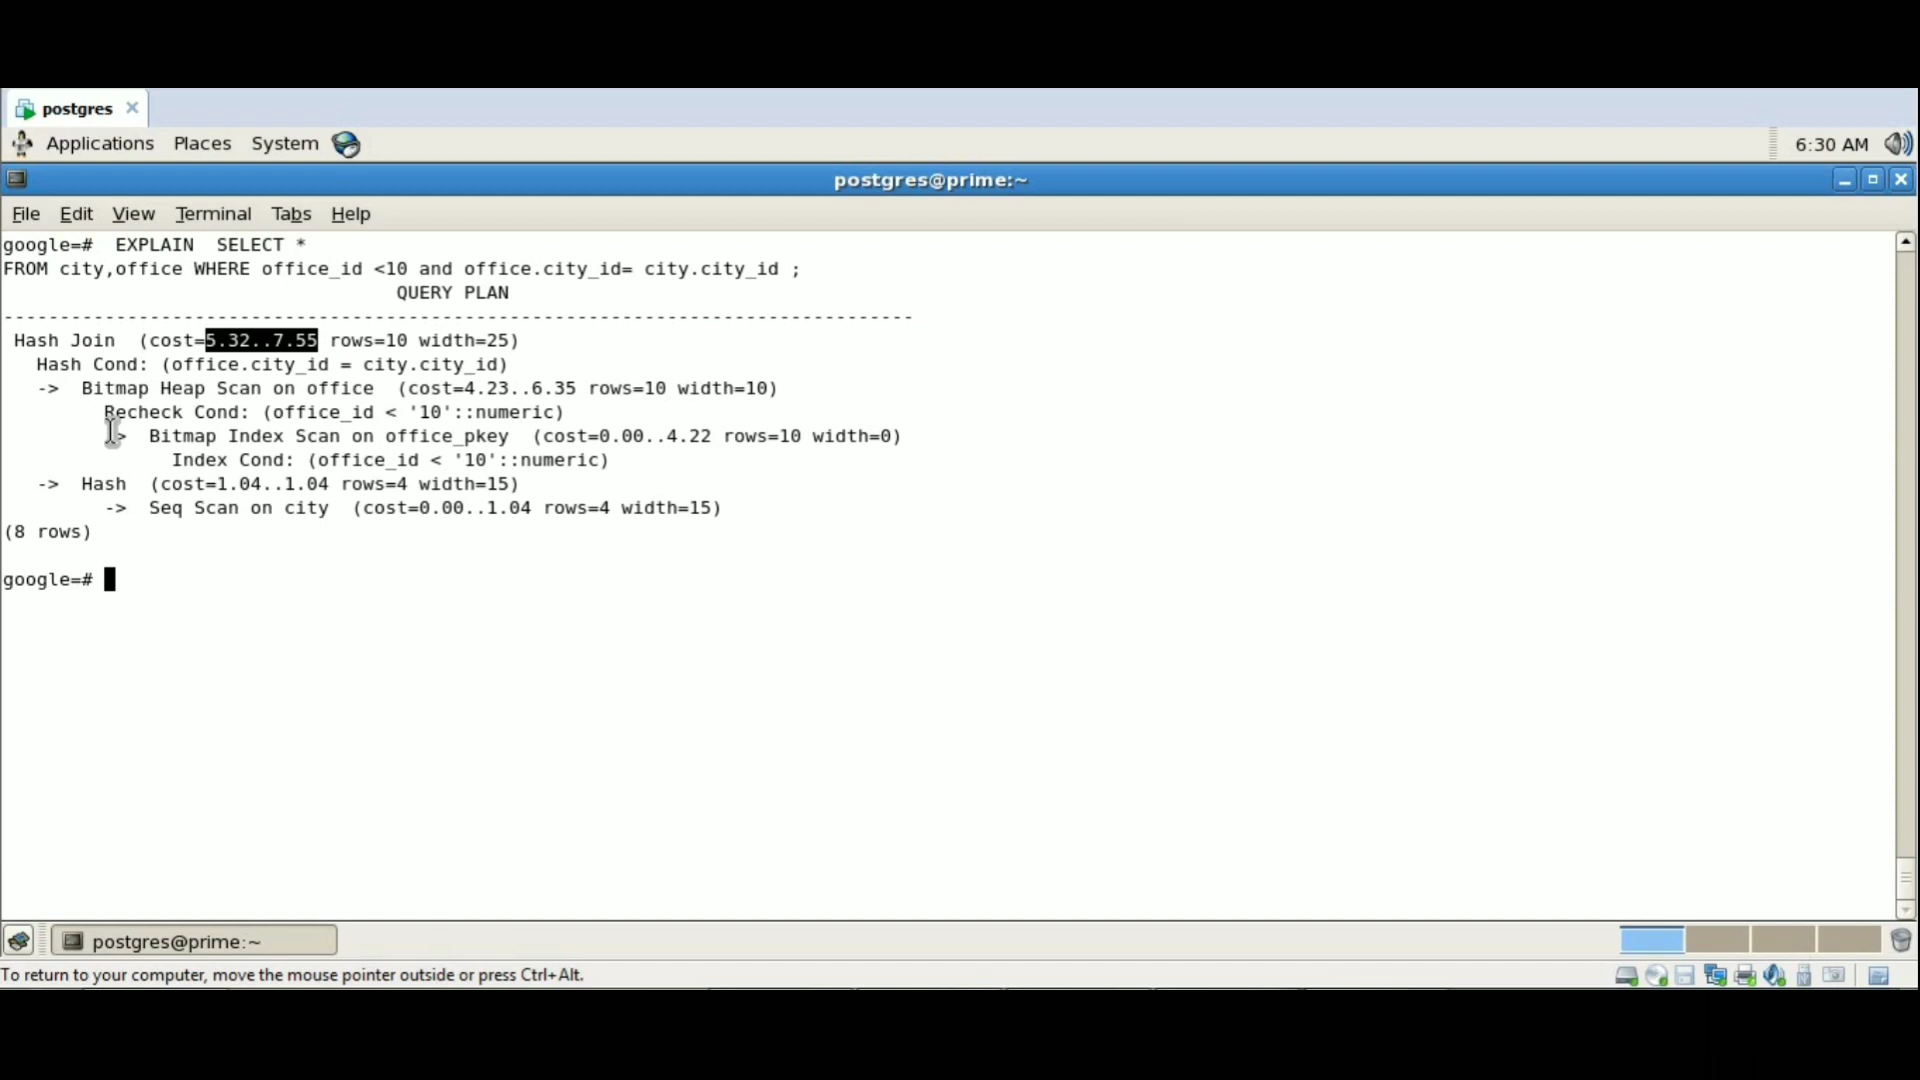 postgres
Applications Places System 6:30 AM
postgres@prime:~
File Edit View Terminal Tabs Help
google=#  EXPLAIN  SELECT *
FROM city,office WHERE office_id <10 and office.city_id= city.city_id ;
QUERY PLAN
---------------------------------------------------------------------------------
Hash Join  (cost=5.32..7.55 rows=10 width=25)
Hash Cond: (office.city_id = city.city_id)
->  Bitmap Heap Scan on office  (cost=4.23..6.35 rows=10 width=10)
Recheck Cond: (office_id < '10'::numeric)
->  Bitmap Index Scan on office_pkey  (cost=0.00..4.22 rows=10 width=0)
Index Cond: (office_id < '10'::numeric)
->  Hash  (cost=1.04..1.04 rows=4 width=15)
->  Seq Scan on city  (cost=0.00..1.04 rows=4 width=15)
(8 rows)
google=#
postgres@prime:~
To return to your computer, move the mouse pointer outside or press Ctrl+Alt.